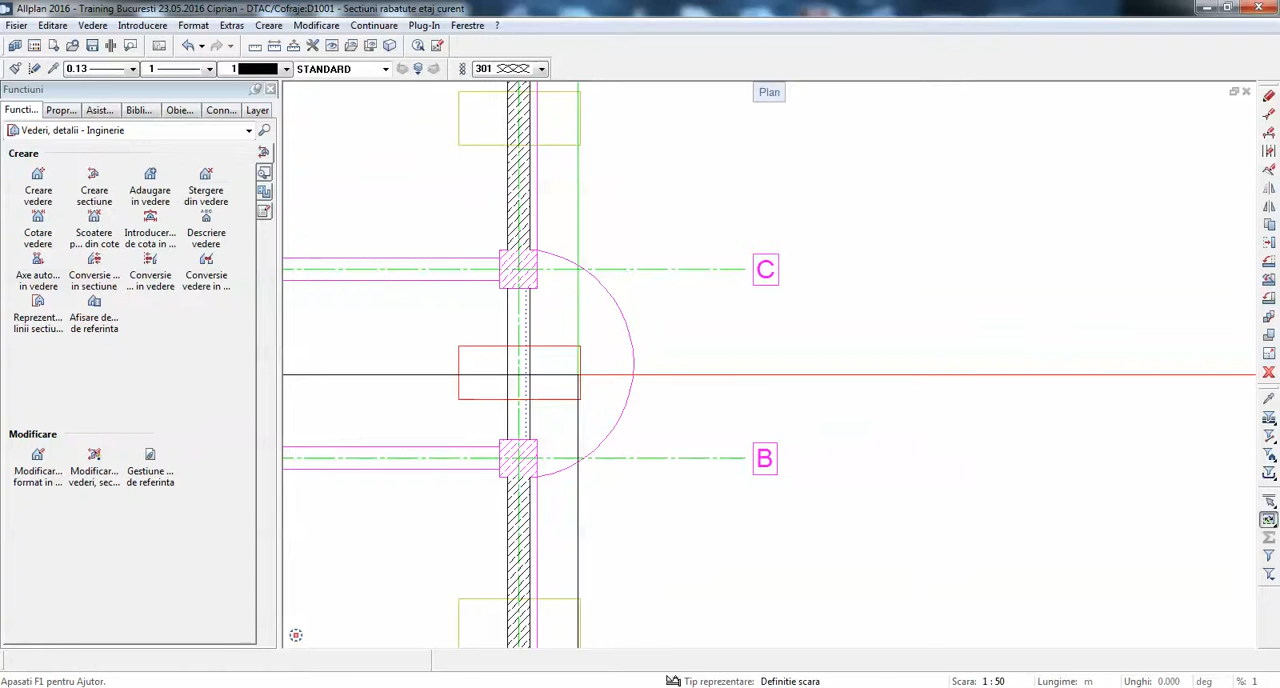 Allplan 2016 - Training Bucuresti 23.05.2016 Ciprian - DTAC/Cofraje:D1001 - Sectiuni rabatute etaj curent
Fisier Editare Vedere Introducere Format Extras Creare Modificare Continuare Plug-In Ferestre ?
0.13 1 1 STANDARD 301
Functiuni
Plan
Functi... Propr... Asist... Bibli... Obie... Conn... Layer
Vederi, detalii - Inginerie
Creare
Creare vedere
Creare sectiune
Adaugare in vedere
Stergere din vedere
Cotare vedere
Scoatere p... din cote
Introducer... de cota in ...
Descriere vedere
Axe auto... in vedere
Conversie ... in sectiune
Conversie ... in vedere
Conversie vedere in ...
Reprezent... linii sectiu...
Afisare de... de referinta
C
B
Modificare
Modificar... format in ...
Modificar... vederi, sec...
Gestiune ... de referinta
Apasati F1 pentru Ajutor.
Tip reprezentare: Definitie scara
Scara: 1 : 50
Lungime: m
Unghi: 0.000 deg
%: 1